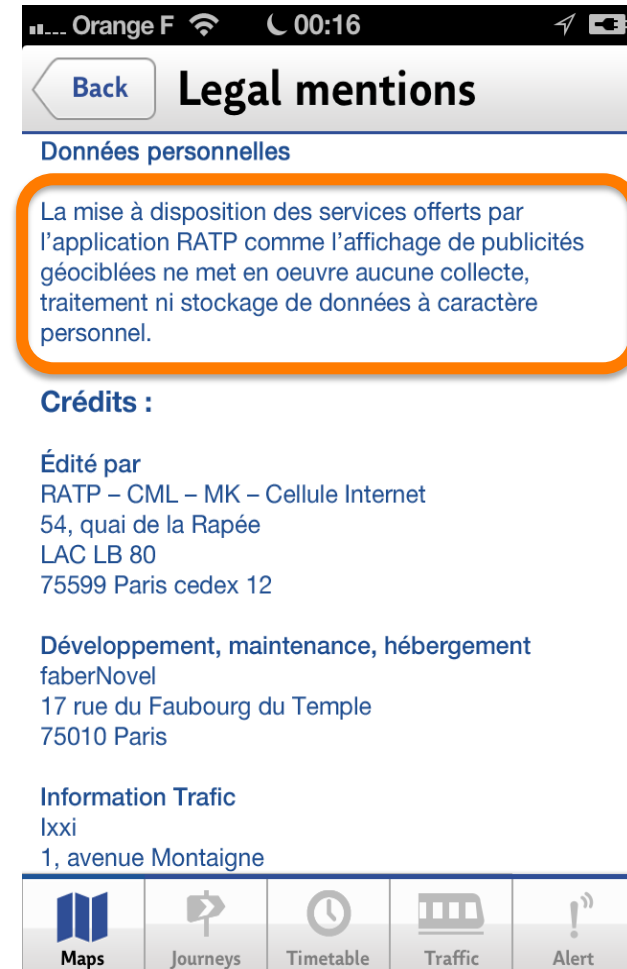 Orange F 00:16
Back Legal mentions
Données personnelles
La mise à disposition des services offerts par
l’application RATP comme l’affichage de publicités
géociblées ne met en oeuvre aucune collecte,
traitement ni stockage de données à caractère
personnel.
Crédits :
Édité par
RATP – CML – MK – Cellule Internet
54, quai de la Rapée
LAC LB 80
75599 Paris cedex 12
Développement, maintenance, hébergement
faberNovel
17 rue du Faubourg du Temple
75010 Paris
Information Trafic
Ixxi
1, avenue Montaigne
Maps Journeys Timetable Traffic Alert